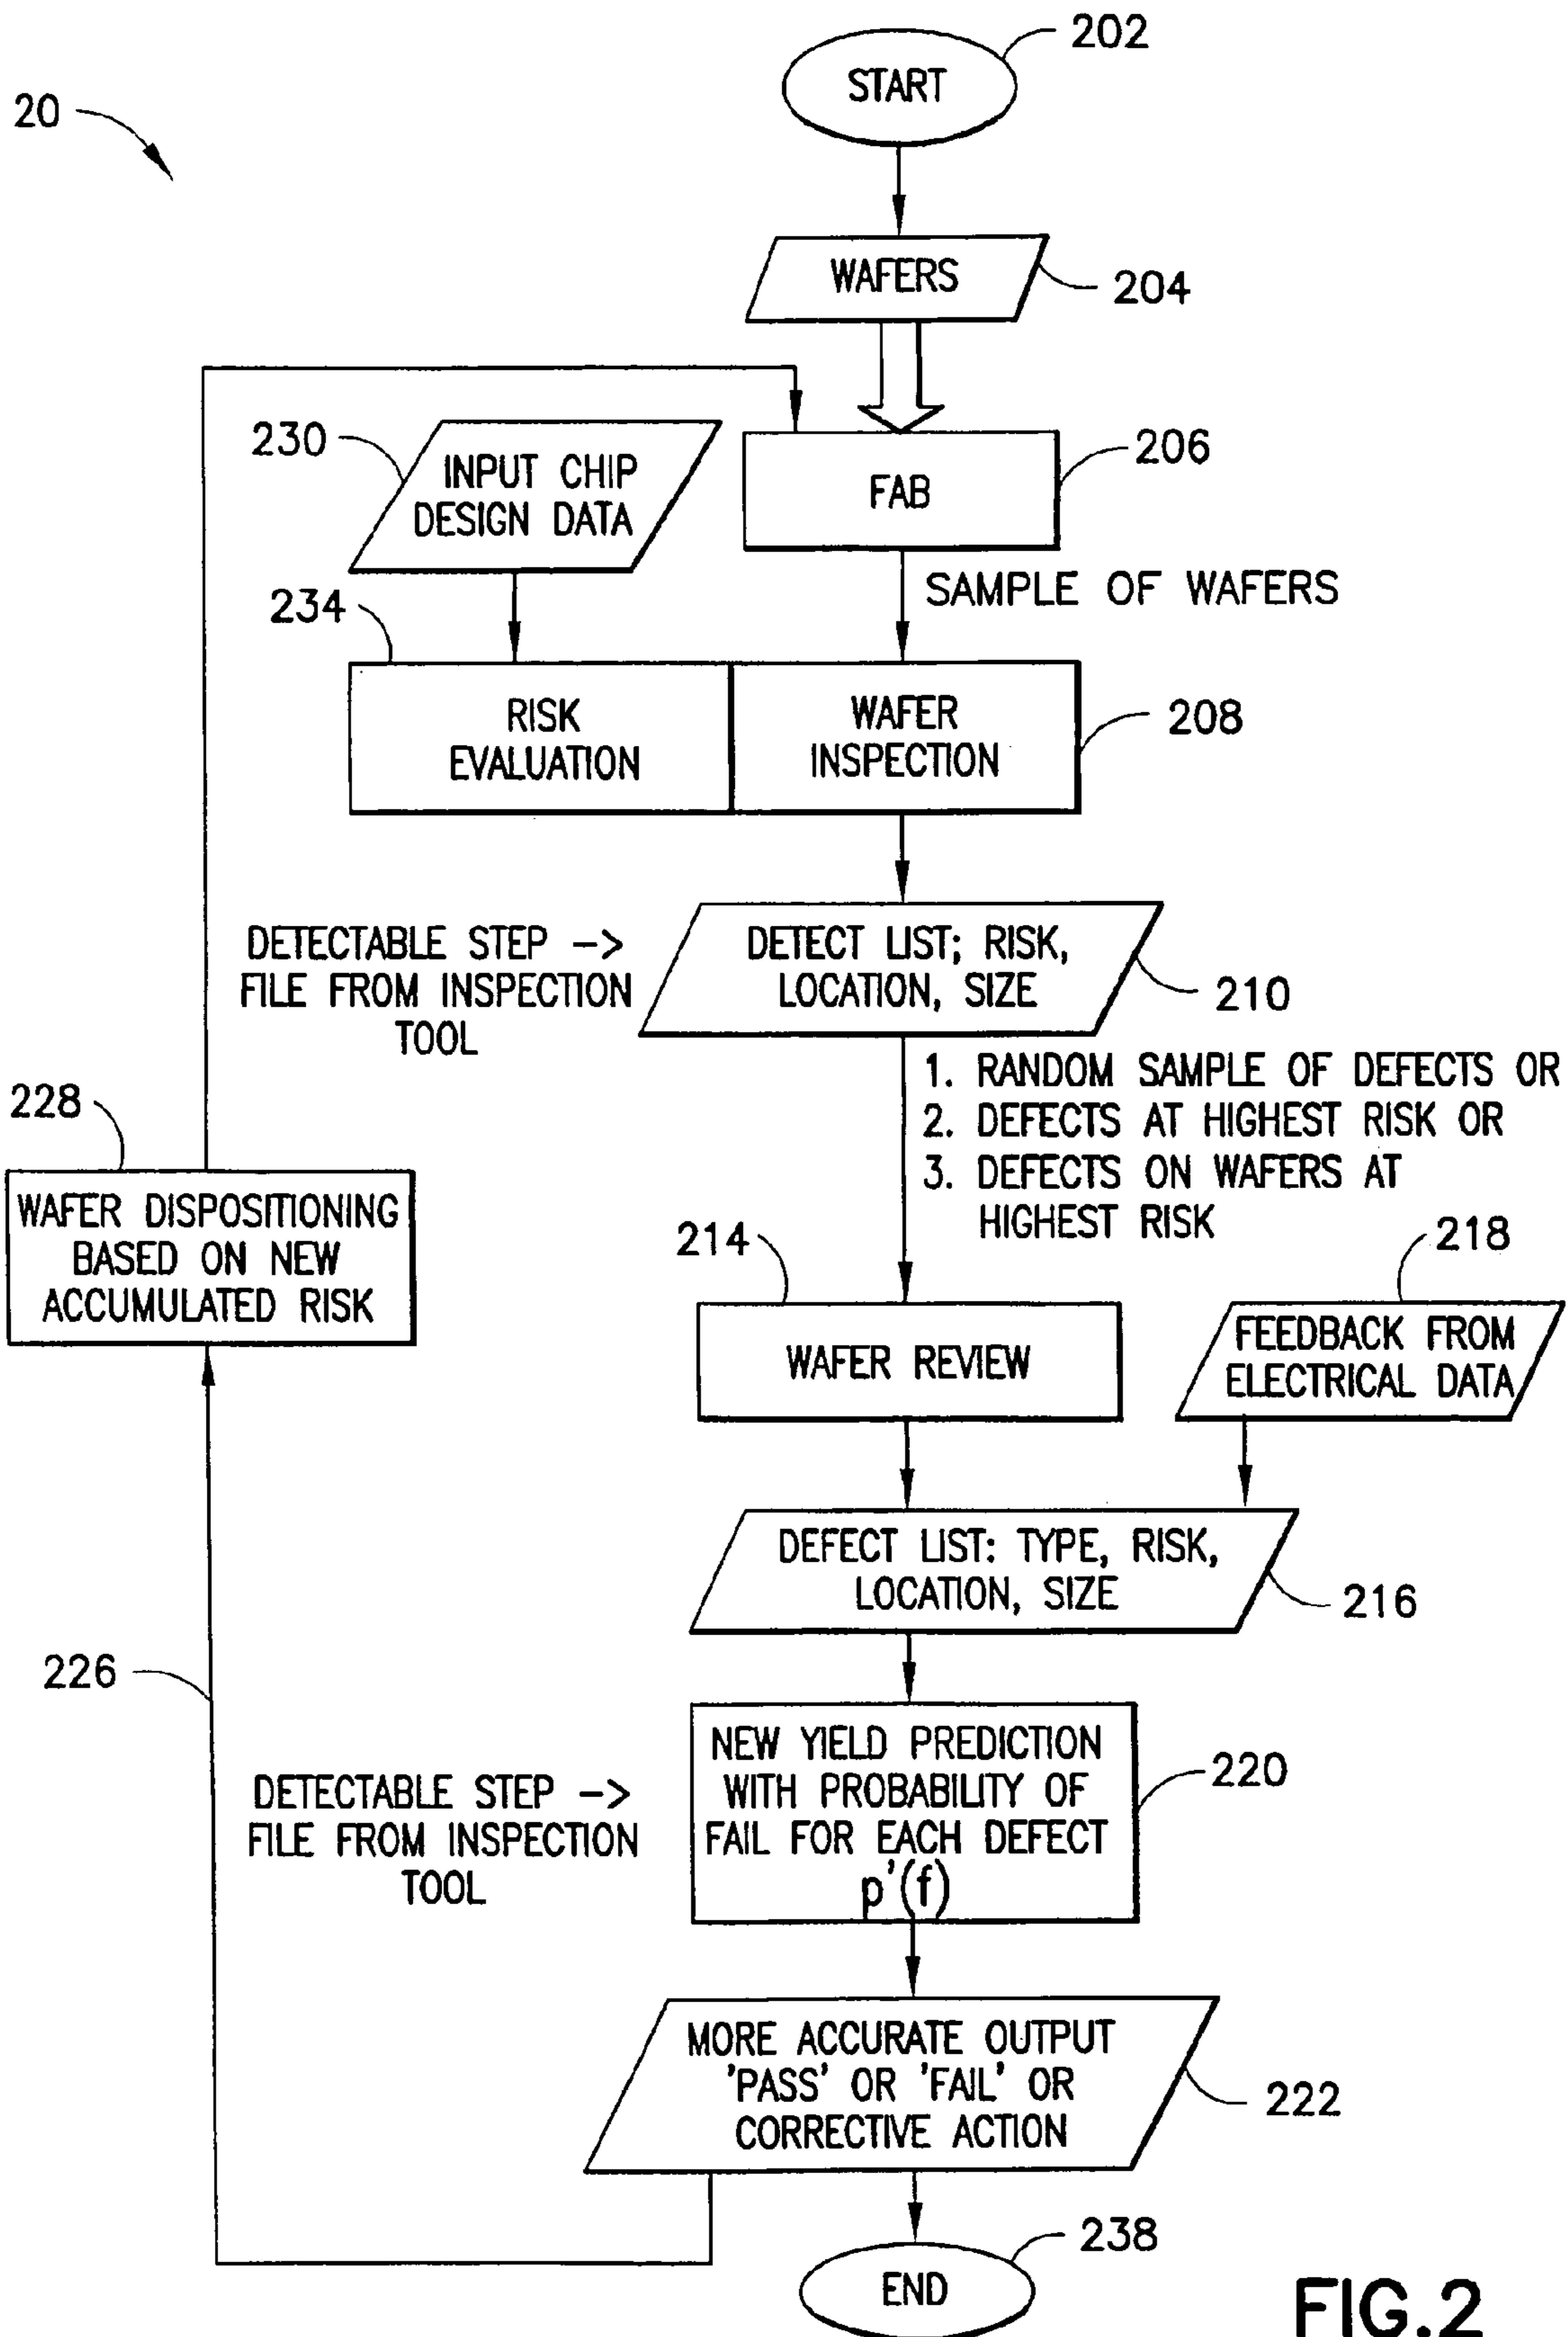 202
START
20
WAFERS
204
230
INPUT CHIP
DESIGN DATA
206
FAB
SAMPLE OF WAFERS
234
RISK
EVALUATION
WAFER
INSPECTION
208
DETECTABLE STEP ->
FILE FROM INSPECTION
TOOL
DETECT LIST; RISK,
LOCATION, SIZE
210
1. RANDOM SAMPLE OF DEFECTS OR
2. DEFECTS AT HIGHEST RISK OR
3. DEFECTS ON WAFERS AT
HIGHEST RISK
228
WAFER DISPOSITIONING
BASED ON NEW
ACCUMULATED RISK
214
WAFER REVIEW
218
FEEDBACK FROM
ELECTRICAL DATA
DEFECT LIST: TYPE, RISK,
LOCATION, SIZE
216
226
DETECTABLE STEP ->
FILE FROM INSPECTION
TOOL
NEW YIELD PREDICTION
WITH PROBABILITY OF
FAIL FOR EACH DEFECT
p'(f)
220
MORE ACCURATE OUTPUT
'PASS' OR 'FAIL' OR
CORRECTIVE ACTION
222
238
END
FIG.2